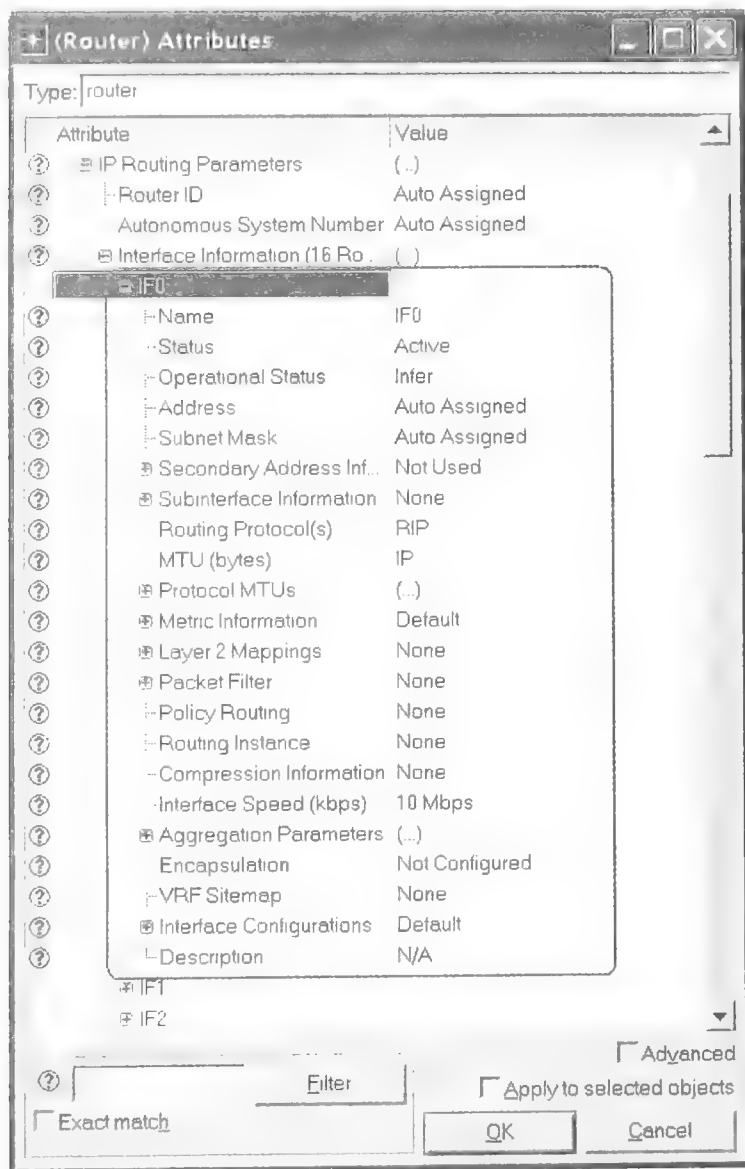 (Router) Attributes
Type: router
Attribute Value
IP Routing Parameters (..)
Router ID Auto Assigned
Autonomous System Number Auto Assigned
Interface Information (16 Ro . ( )
IF0
Name IF0
Status Active
Operational Status Infer
Address Auto Assigned
Subnet Mask Auto Assigned
Secondary Address Inf... Not Used
Subinterface Information None
Routing Protocol(s) RIP
MTU (bytes) IP
Protocol MTUs (...)
Metric Information Default
Layer 2 Mappings None
Packet Filter None
Policy Routing None
Routing Instance None
Compression Information None
Interface Speed (kbps) 10 Mbps
Aggregation Parameters (...)
Encapsulation Not Configured
VRF Sitemap None
Interface Configurations Default
Description N/A
IF1
IF2
Advanced
Filter
Apply to selected objects
Exact match
OK Cancel